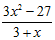 3x² − 27
3 + x